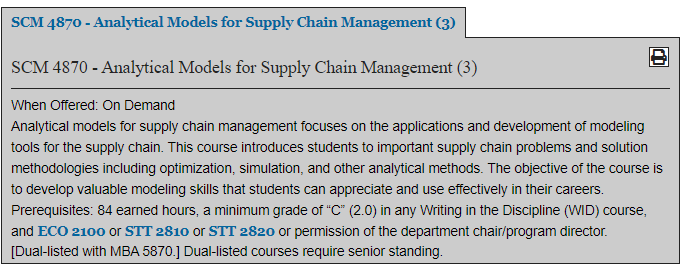 SCM 4870 - Analytical Models for Supply Chain Management (3)
SCM 4870 - Analytical Models for Supply Chain Management (3)
When Offered: On Demand
Analytical models for supply chain management focuses on the applications and development of modeling
tools for the supply chain. This course introduces students to important supply chain problems and solution
methodologies including optimization, simulation, and other analytical methods. The objective of the course is
to develop valuable modeling skills that students can appreciate and use effectively in their careers.
Prerequisites: 84 earned hours, a minimum grade of “C” (2.0) in any Writing in the Discipline (WID) course,
and ECO 2100 or STT 2810 or STT 2820 or permission of the department chair/program director.
[Dual-listed with MBA 5870.] Dual-listed courses require senior standing.